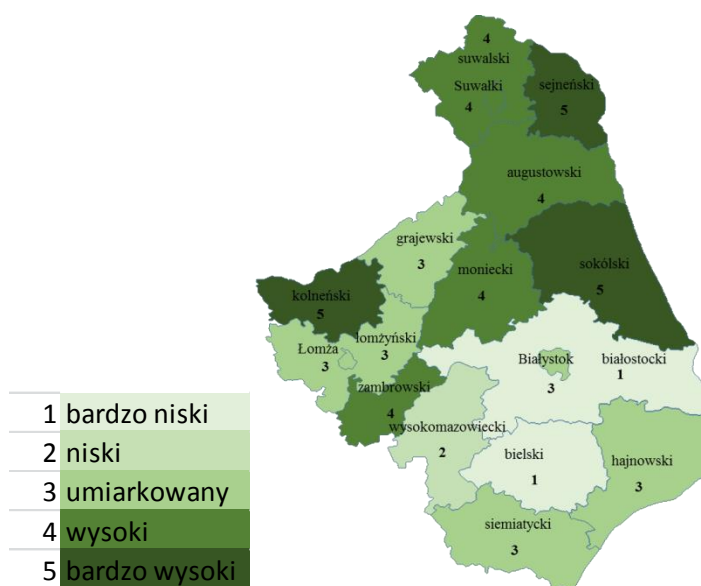 4
suwalski
Suwałki
4
sejneński
5
augustowski
4
grajewski
3
moniecki
4
sokólski
5
kolneński
5
Łomża
3
łomżyński
3
zambrowski
4
Białystok
3
białostocki
1
wysokomazowiecki
2
bielski
1
hajnowski
3
siemiatycki
3
1 bardzo niski
2 niski
3 umiarkowany
4 wysoki
5 bardzo wysoki